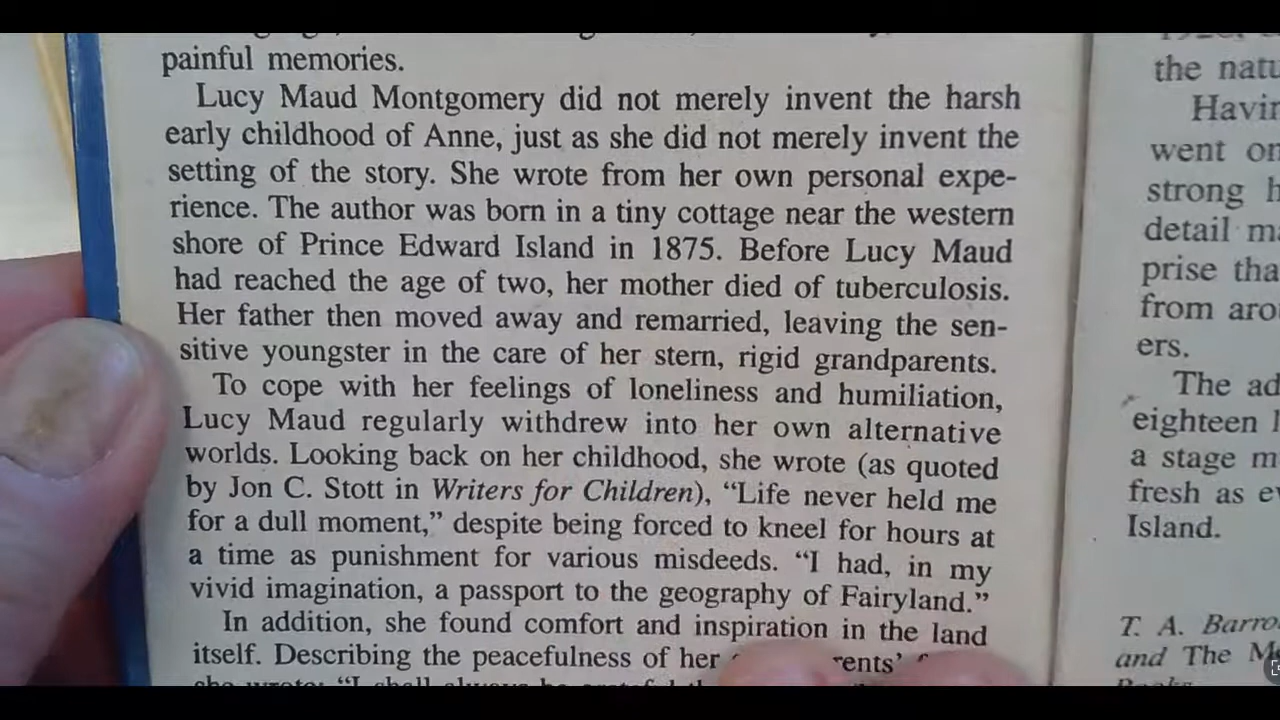 painful memories.
Lucy Maud Montgomery did not merely invent the harsh
early childhood of Anne, just as she did not merely invent the
setting of the story. She wrote from her own personal expe-
rience. The author was born in a tiny cottage near the western
shore of Prince Edward Island in 1875. Before Lucy Maud
had reached the age of two, her mother died of tuberculosis.
Her father then moved away and remarried, leaving the sen-
sitive youngster in the care of her stern, rigid grandparents.
To cope with her feelings of loneliness and humiliation,
Lucy Maud regularly withdrew into her own alternative
worlds. Looking back on her childhood, she wrote (as quoted
by Jon C. Stott in Writers for Children), “Life never held me
for a dull moment,” despite being forced to kneel for hours at
a time as punishment for various misdeeds. “I had, in my
vivid imagination, a passport to the geography of Fairyland.”
In addition, she found comfort and inspiration in the land
itself. Describing the peacefulness of her
she wrote: “I shall always be
the
Having
went on
strong
detail
from
ers.
The
eighteen
a stage
fresh as
Island.
T. A.
and The